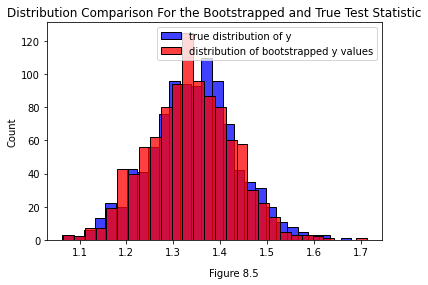 Distribution Comparison For the Bootstrapped and True Test Statistic
true distribution of y
distribution of bootstrapped y values
120
100
80
60
40
20
0
Count
1.1 1.2 1.3 1.4 1.5 1.6 1.7
Figure 8.5